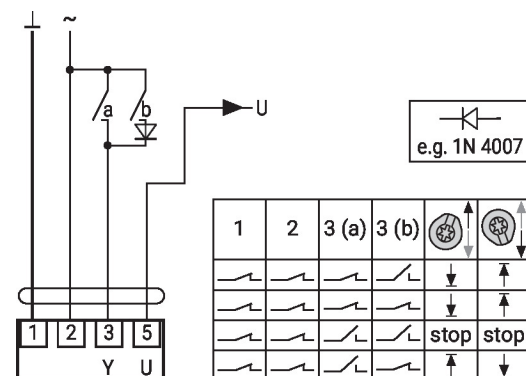 ⊥ ~
a b
U
e.g. 1N 4007
1 2 3 (a) 3 (b)
stop stop
1 2 3 5
Y U